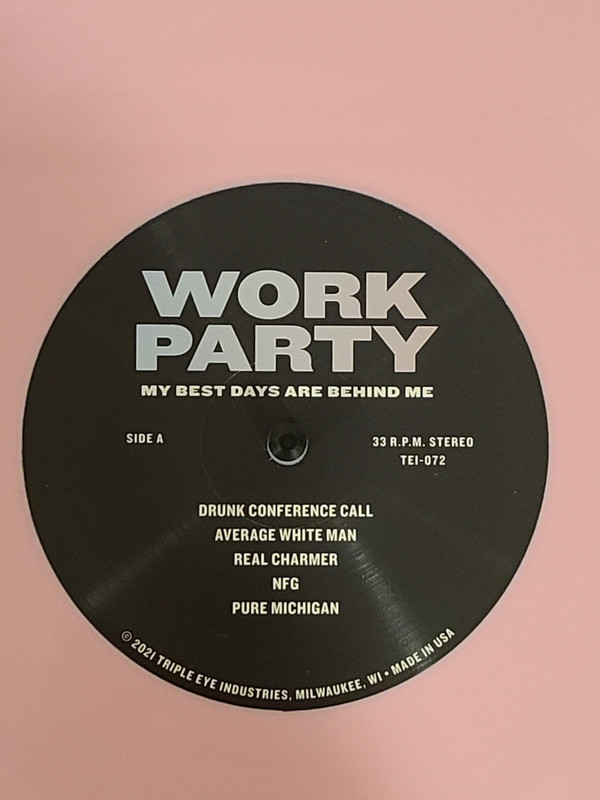 WORK
PARTY
MY BEST DAYS ARE BEHIND ME
SIDE A
33 R.P.M. STEREO
TEI-072
DRUNK CONFERENCE CALL
AVERAGE WHITE MAN
REAL CHARMER
NFG
PURE MICHIGAN
© 2021 TRIPLE EYE INDUSTRIES, MILWAUKEE, WI • MADE IN USA